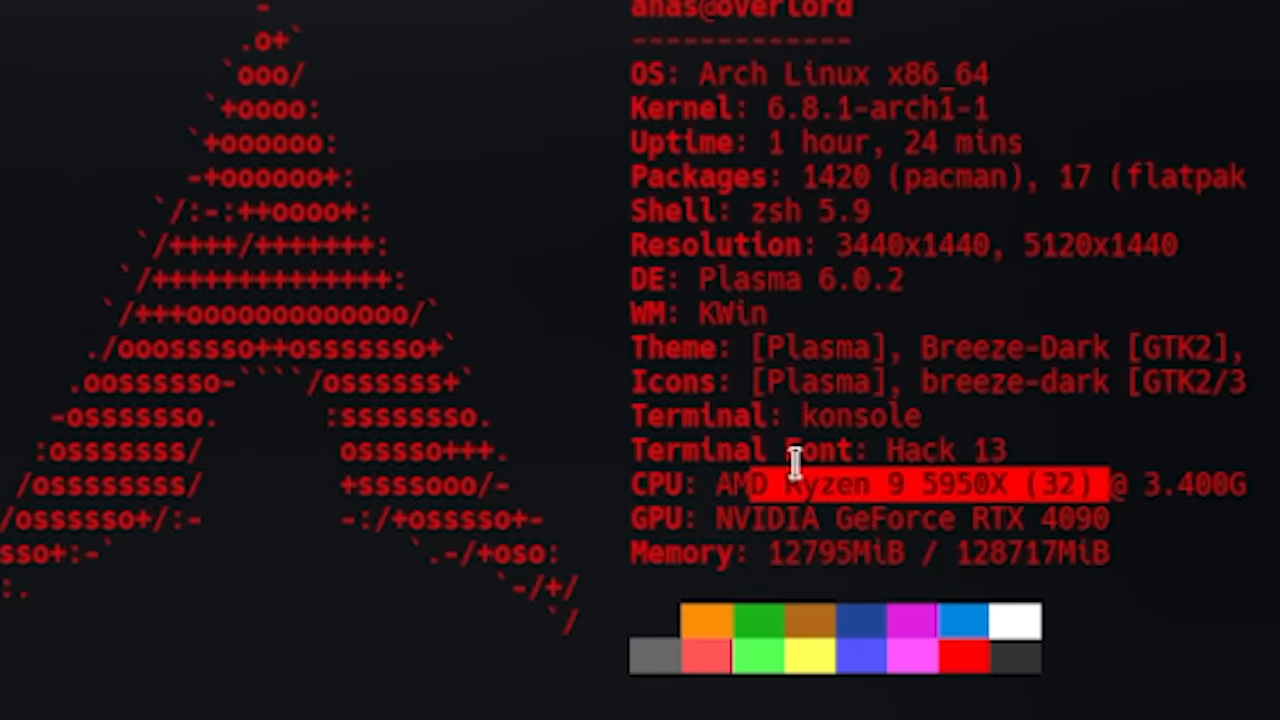 anas@overlord
-------------
OS: Arch Linux x86_64
Kernel: 6.8.1-arch1-1
Uptime: 1 hour, 24 mins
Packages: 1420 (pacman), 17 (flatpak
Shell: zsh 5.9
Resolution: 3440x1440, 5120x1440
DE: Plasma 6.0.2
WM: KWin
Theme: [Plasma], Breeze-Dark [GTK2],
Icons: [Plasma], breeze-dark [GTK2/3
Terminal: konsole
Terminal Font: Hack 13
CPU: AMD Ryzen 9 5950X (32) @ 3.400G
GPU: NVIDIA GeForce RTX 4090
Memory: 12795MiB / 128717MiB